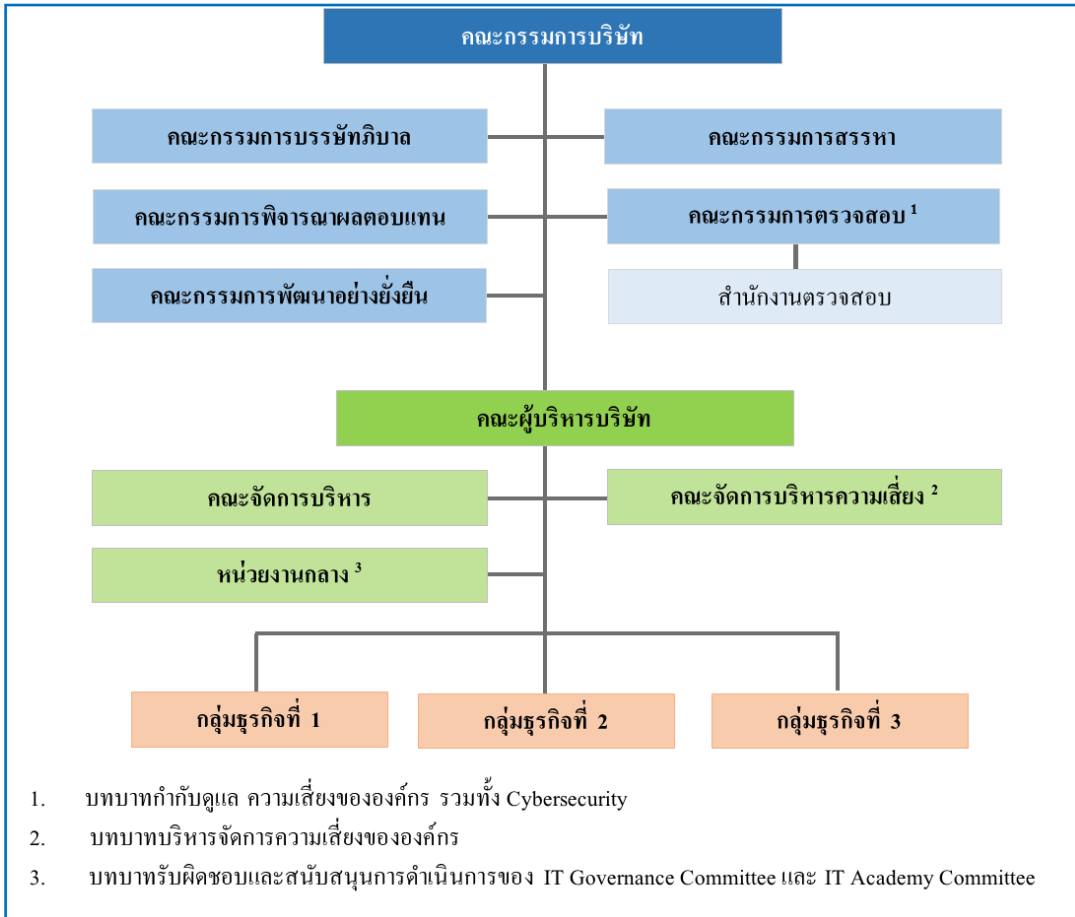 คณะกรรมการบริษัท
คณะกรรมการบรรษัทภิบาล
คณะกรรมการสรรหา
คณะกรรมการพิจารณาผลตอบแทน
คณะกรรมการตรวจสอบ 1
คณะกรรมการพัฒนาอย่างยั่งยืน
สำนักงานตรวจสอบ
คณะผู้บริหารบริษัท
คณะจัดการบริหาร
คณะจัดการบริหารความเสี่ยง 2
หน่วยงานกลาง 3
กลุ่มธุรกิจที่ 1
กลุ่มธุรกิจที่ 2
กลุ่มธุรกิจที่ 3
1. บทบาทกำกับดูแล ความเสี่ยงขององค์กร รวมทั้ง Cybersecurity
2. บทบาทบริหารจัดการความเสี่ยงขององค์กร
3. บทบาทรับผิดชอบและสนับสนุนการดำเนินการของ IT Governance Committee และ IT Academy Committee